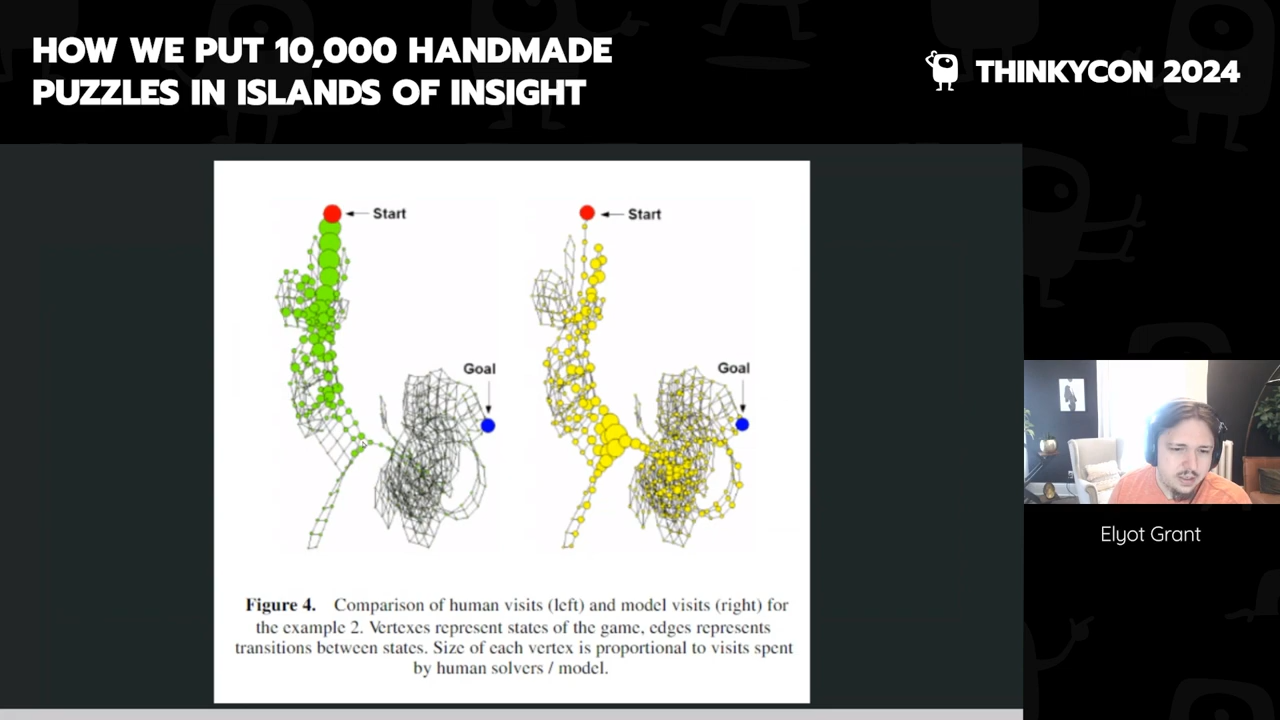 HOW WE PUT 10,000 HANDMADE
PUZZLES IN ISLANDS OF INSIGHT
THINKYCON 2024
Start
Start
Goal
Goal
Figure 4. Comparison of human visits (left) and model visits (right) for
the example 2. Vertexes represent states of the game, edges represents
transitions between states. Size of each vertex is proportional to visits spent
by human solvers / model.
Elyot Grant